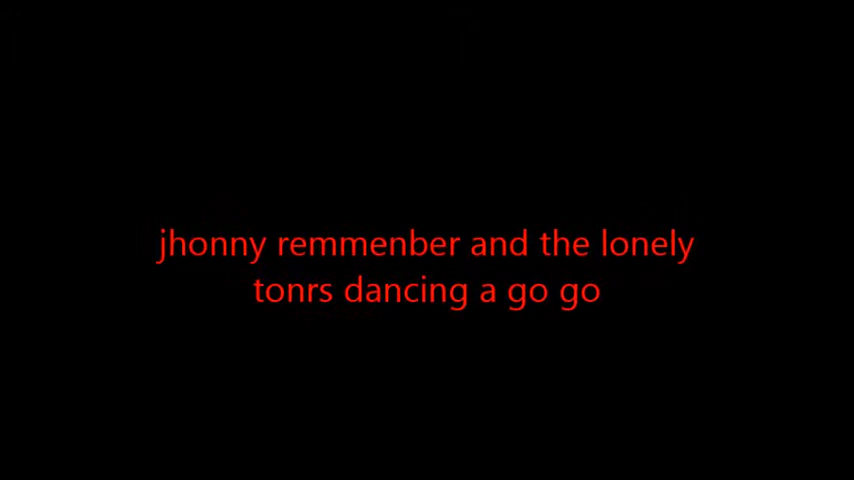 jhonny remmenber and the lonely
tonrs dancing a go go